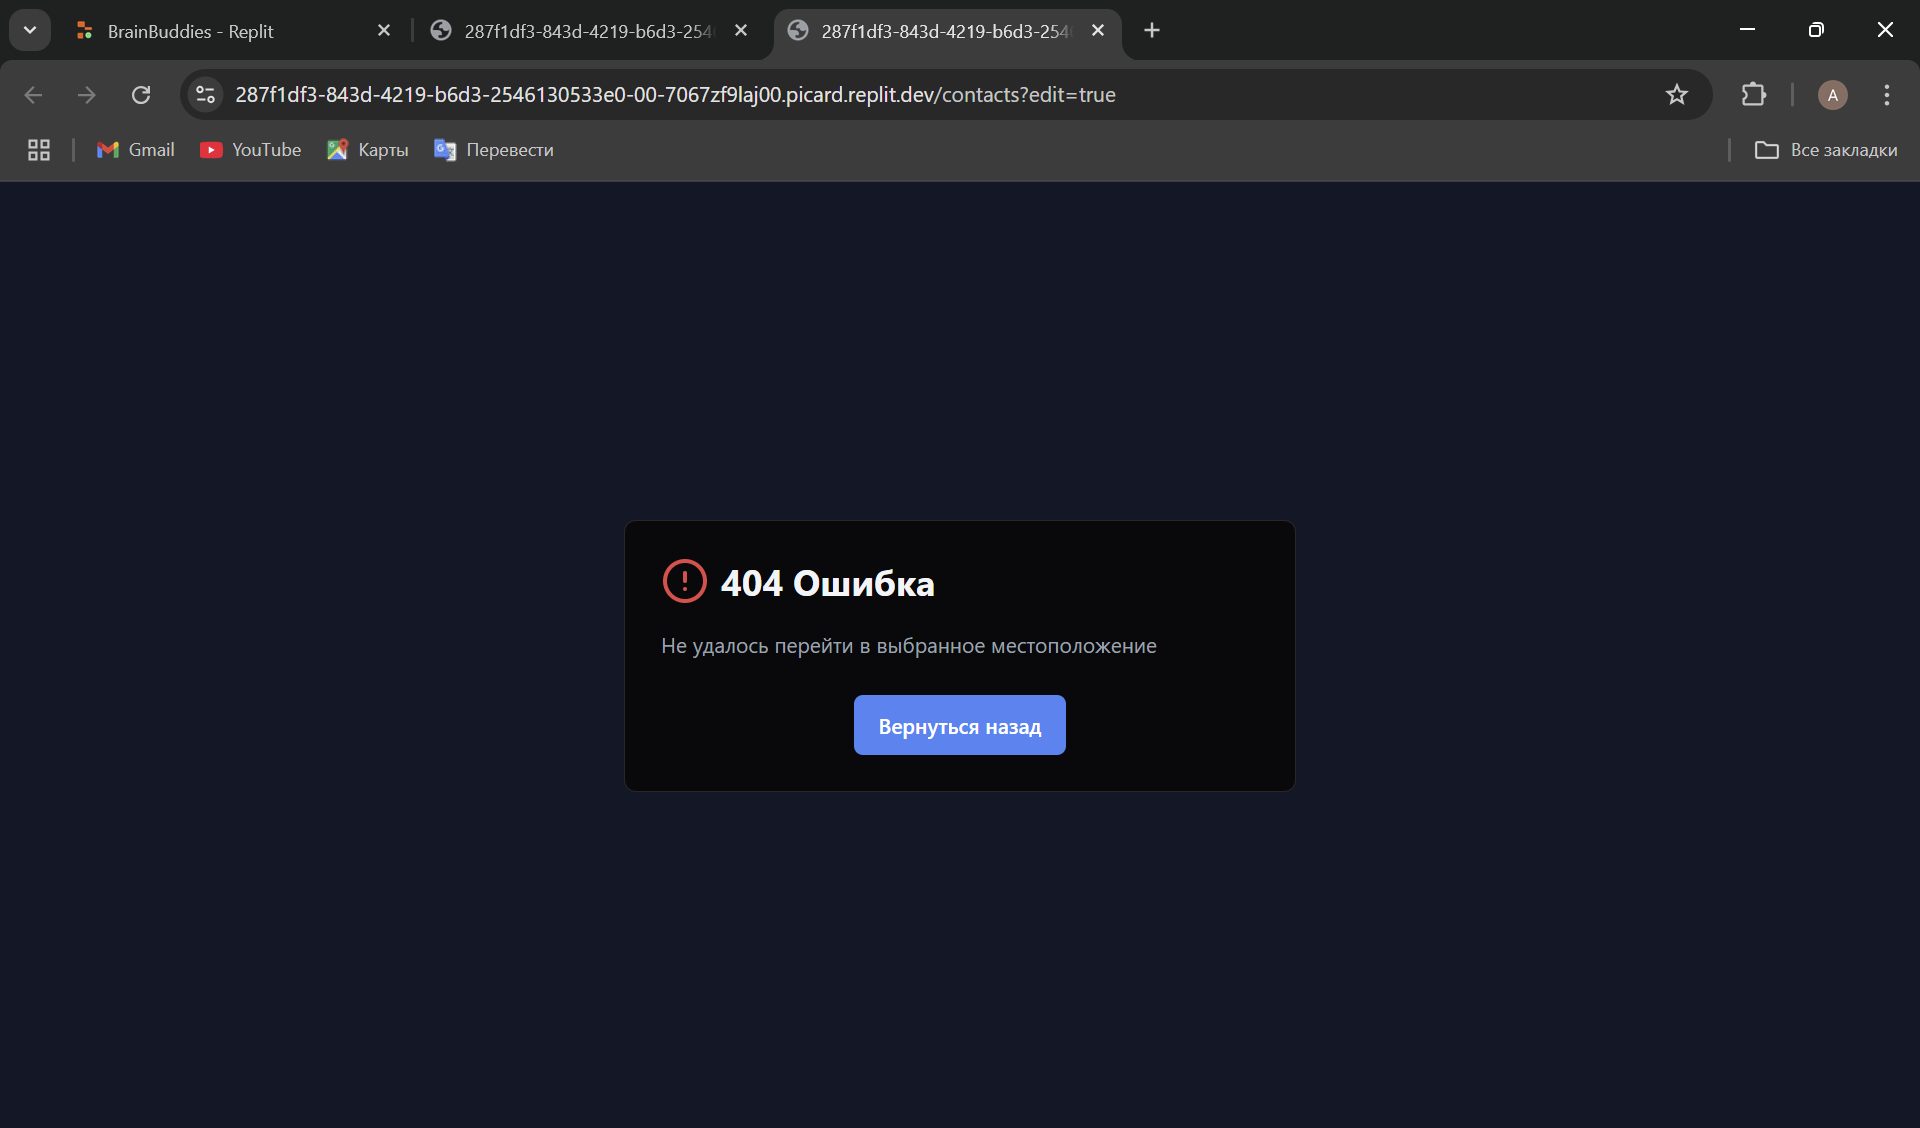 BrainBuddies - Replit
287f1df3-843d-4219-b6d3-254
287f1df3-843d-4219-b6d3-254
287f1df3-843d-4219-b6d3-2546130533e0-00-7067zf9laj00.picard.replit.dev/contacts?edit=true
A
Gmail
YouTube
Карты
Перевести
Все закладки
404 Ошибка
Не удалось перейти в выбранное местоположение
Вернуться назад